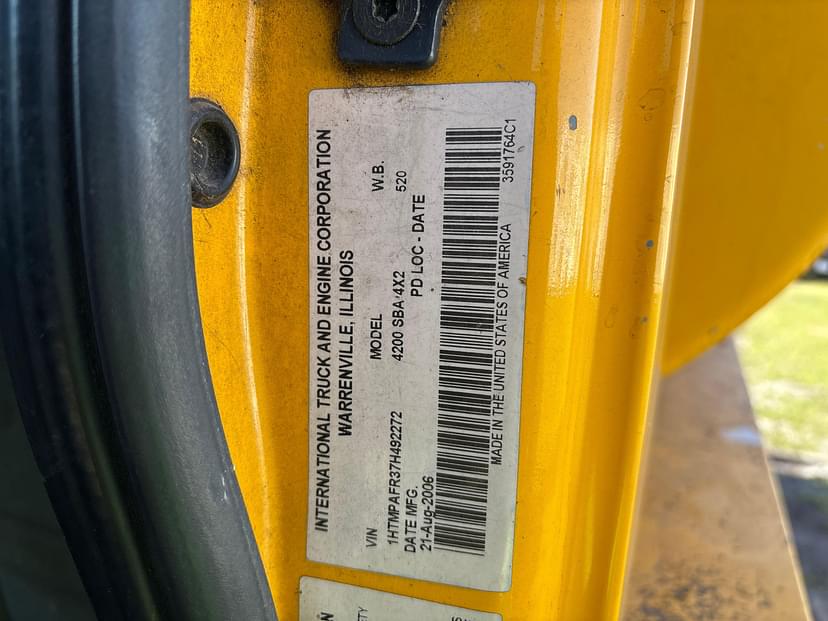 INTERNATIONAL TRUCK AND ENGINE CORPORATION
WARRENVILLE, ILLINOIS
VIN MODEL W.B.
1HTMPAFR37H492272 4200 SBA 4X2 520
DATE MFG. PD LOC - DATE
21-Aug-2006
MADE IN THE UNITED STATES OF AMERICA 3591764C1